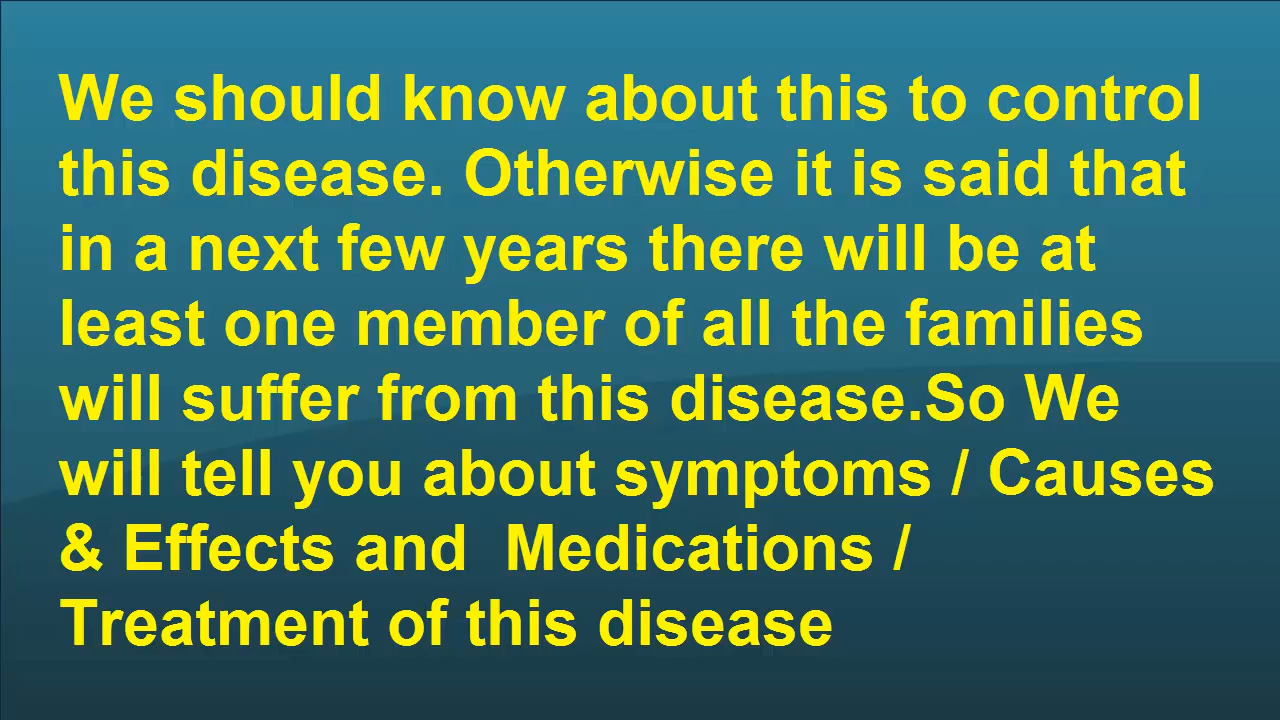 We should know about this to control
this disease. Otherwise it is said that
in a next few years there will be at
least one member of all the families
will suffer from this disease.So We
will tell you about symptoms / Causes
& Effects and  Medications /
Treatment of this disease